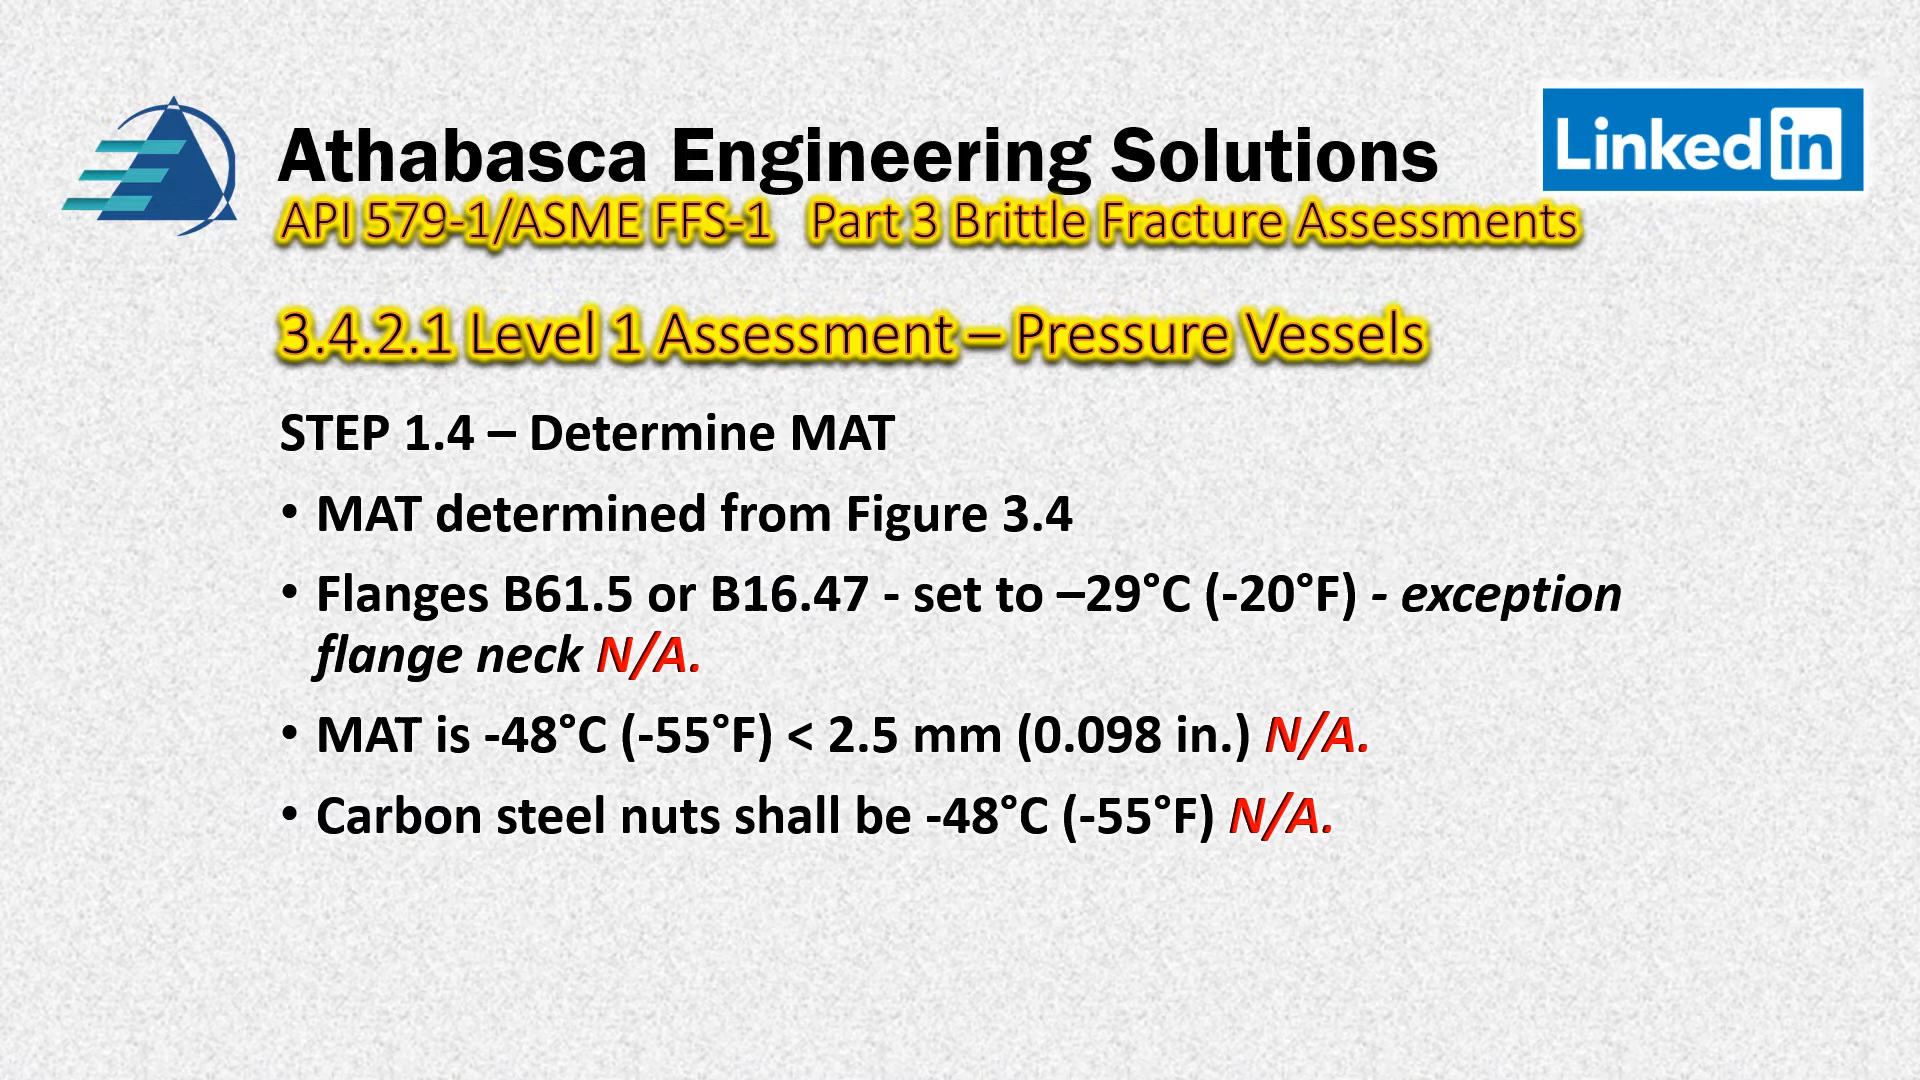 Athabasca Engineering Solutions
Linked in
API 579-1/ASME FFS-1 Part 3 Brittle Fracture Assessments
3.4.2.1 Level 1 Assessment – Pressure Vessels
STEP 1.4 – Determine MAT
• MAT determined from Figure 3.4
• Flanges B61.5 or B16.47 - set to –29°C (-20°F) - exception
flange neck N/A.
• MAT is -48°C (-55°F) < 2.5 mm (0.098 in.) N/A.
• Carbon steel nuts shall be -48°C (-55°F) N/A.